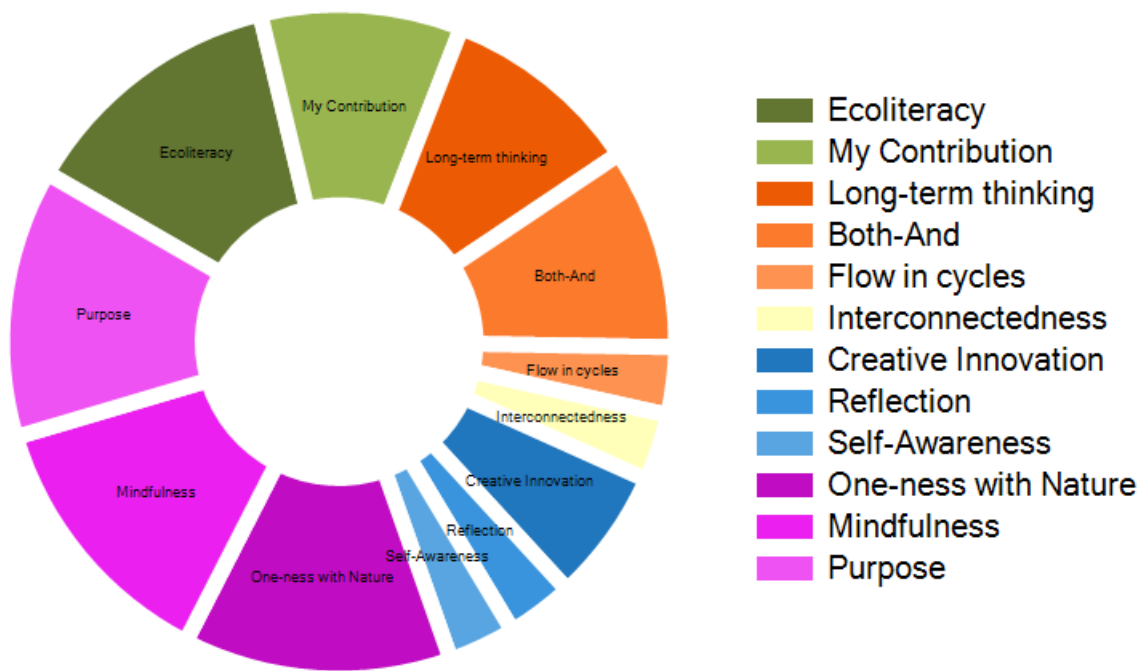 My Contribution
Ecoliteracy
Long-term thinking
Both-And
Purpose
Flow in cycles
Interconnectedness
Creative Innovation
Mindfulness
Reflection
Self-Awareness
One-ness with Nature
Ecoliteracy
My Contribution
Long-term thinking
Both-And
Flow in cycles
Interconnectedness
Creative Innovation
Reflection
Self-Awareness
One-ness with Nature
Mindfulness
Purpose